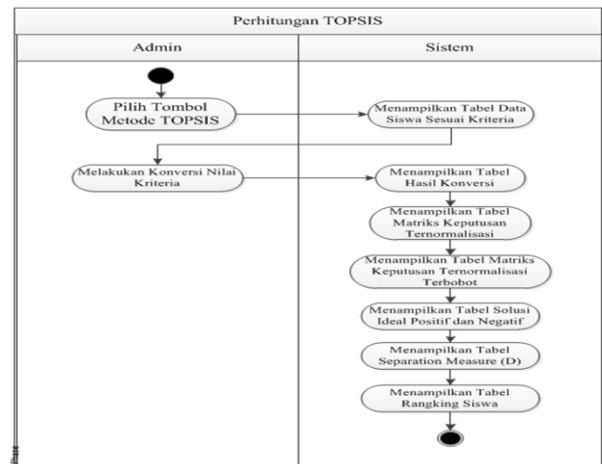 Perhitungan TOPSIS
Admin
Sistem
Pilih Tombol
Metode TOPSIS
Menampilkan Tabel Data
Siswa Sesuai Kriteria
Melakukan Konversi Nilai
Kriteria
Menampilkan Tabel
Hasil Konversi
Menampilkan Tabel
Matriks Keputusan
Ternormalisasi
Menampilkan Tabel Matriks
Keputusan Ternormalisasi
Terbobot
Menampilkan Tabel Solusi
Ideal Positif dan Negatif
Menampilkan Tabel
Separation Measure (D)
Menampilkan Tabel
Rangking Siswa
Phase